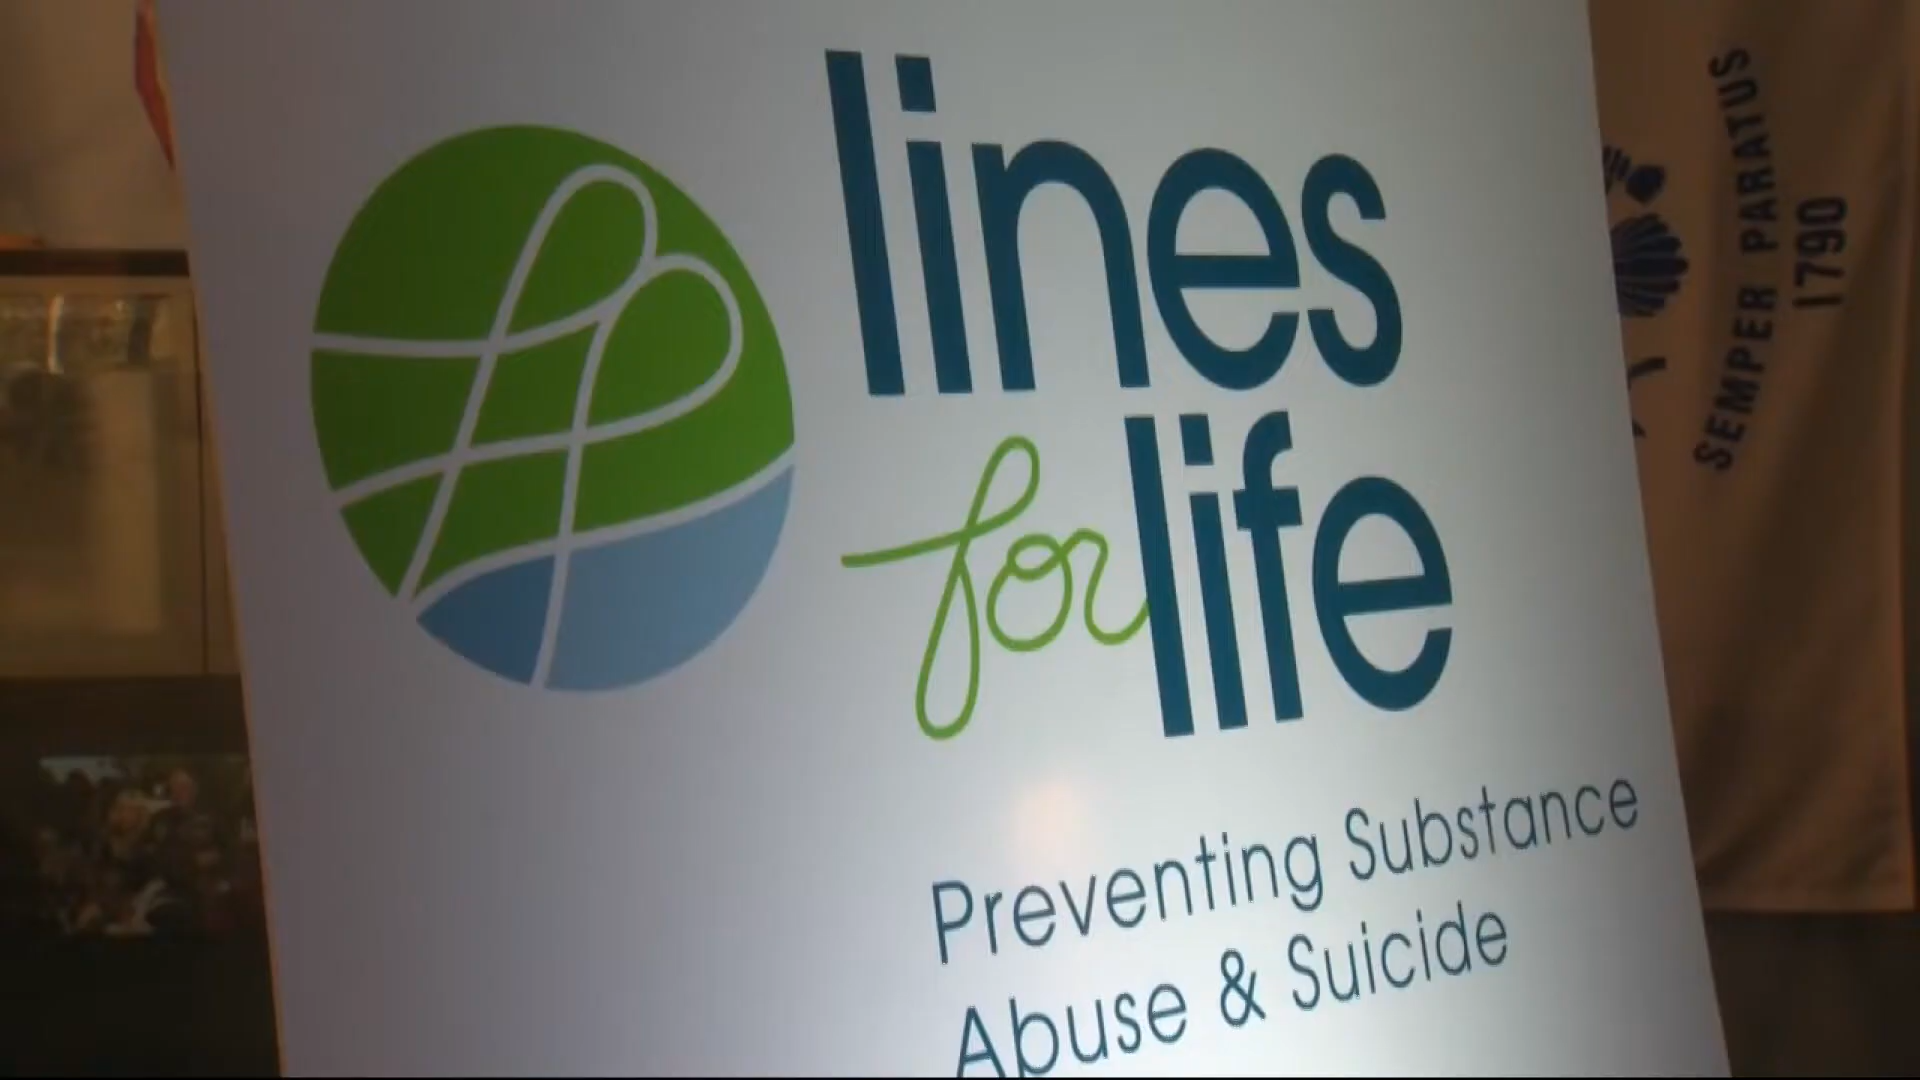 lines
for life
Preventing Substance
Abuse & Suicide
SEMPER PARATUS
1790